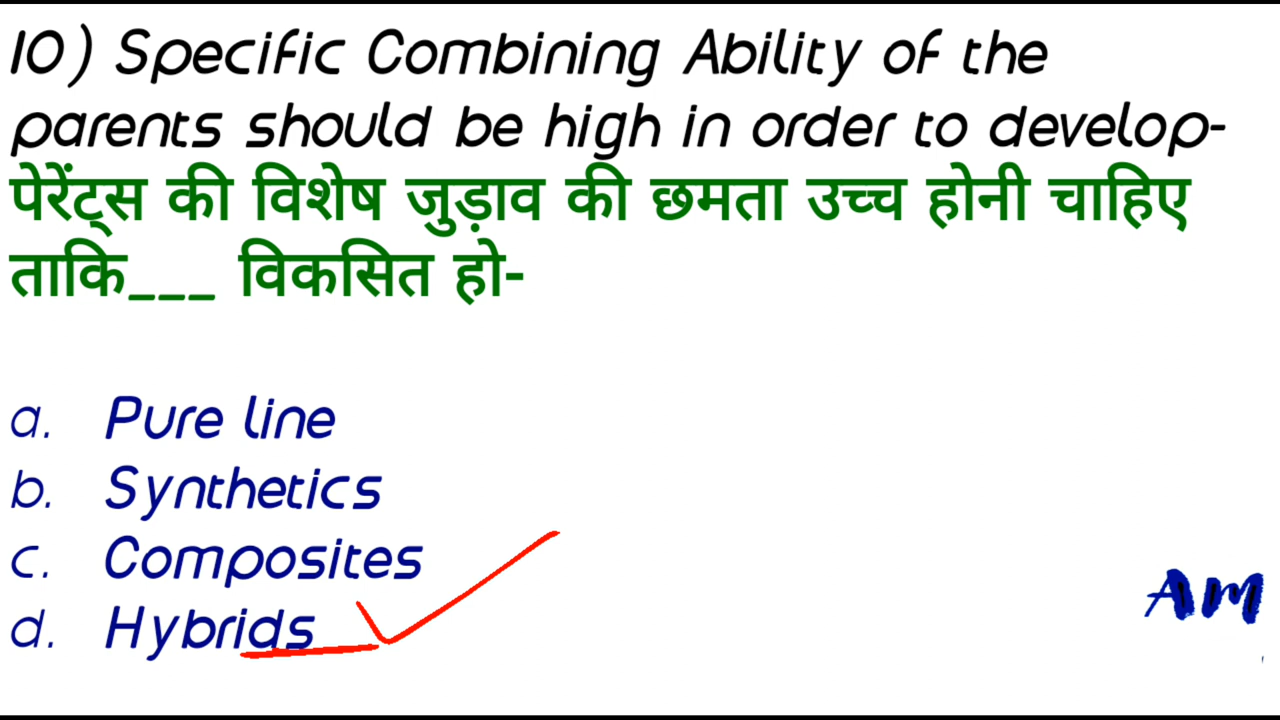 10) Specific Combining Ability of the
parents should be high in order to develop-
पेरेंट्स की विशेष जुड़ाव की छमता उच्च होनी चाहिए
ताकि___ विकसित हो-
a. Pure line
b. Synthetics
c. Composites
d. Hybrids
AM